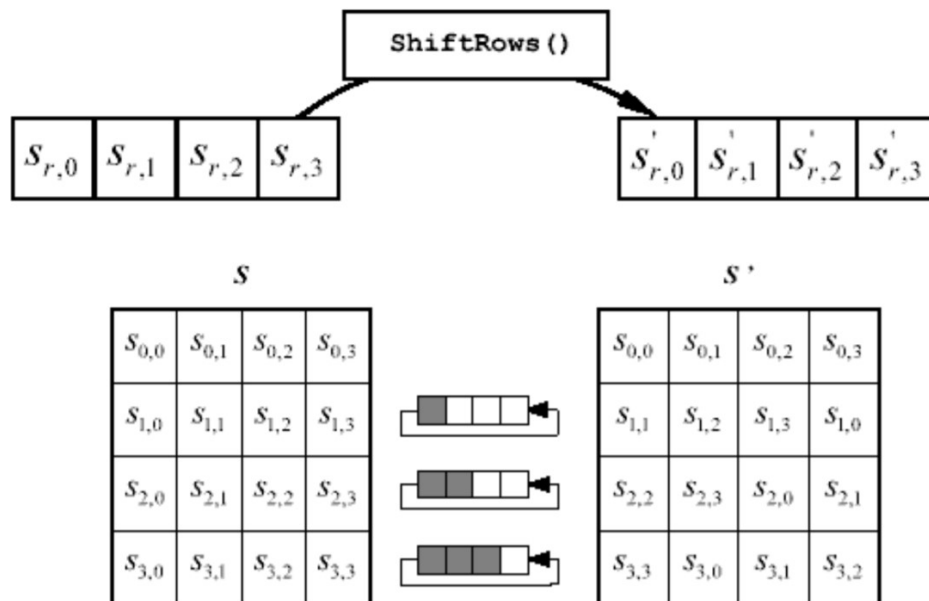 ShiftRows()
S_{r,0} S_{r,1} S_{r,2} S_{r,3} S'_{r,0} S'_{r,1} S'_{r,2} S'_{r,3}
S S'
S_{0,0} S_{0,1} S_{0,2} S_{0,3} S_{0,0} S_{0,1} S_{0,2} S_{0,3}
S_{1,0} S_{1,1} S_{1,2} S_{1,3} S_{1,1} S_{1,2} S_{1,3} S_{1,0}
S_{2,0} S_{2,1} S_{2,2} S_{2,3} S_{2,2} S_{2,3} S_{2,0} S_{2,1}
S_{3,0} S_{3,1} S_{3,2} S_{3,3} S_{3,3} S_{3,0} S_{3,1} S_{3,2}